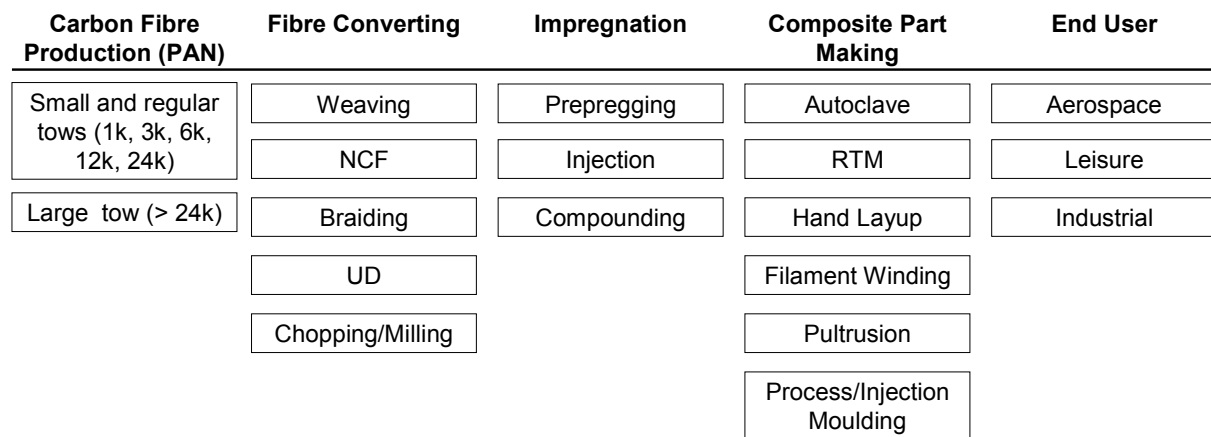 Carbon Fibre
Production (PAN)
Fibre Converting
Impregnation
Composite Part
Making
End User
Small and regular
tows (1k, 3k, 6k,
12k, 24k)
Large tow (> 24k)
Weaving
NCF
Braiding
UD
Chopping/Milling
Prepregging
Injection
Compounding
Autoclave
RTM
Hand Layup
Filament Winding
Pultrusion
Process/Injection
Moulding
Aerospace
Leisure
Industrial